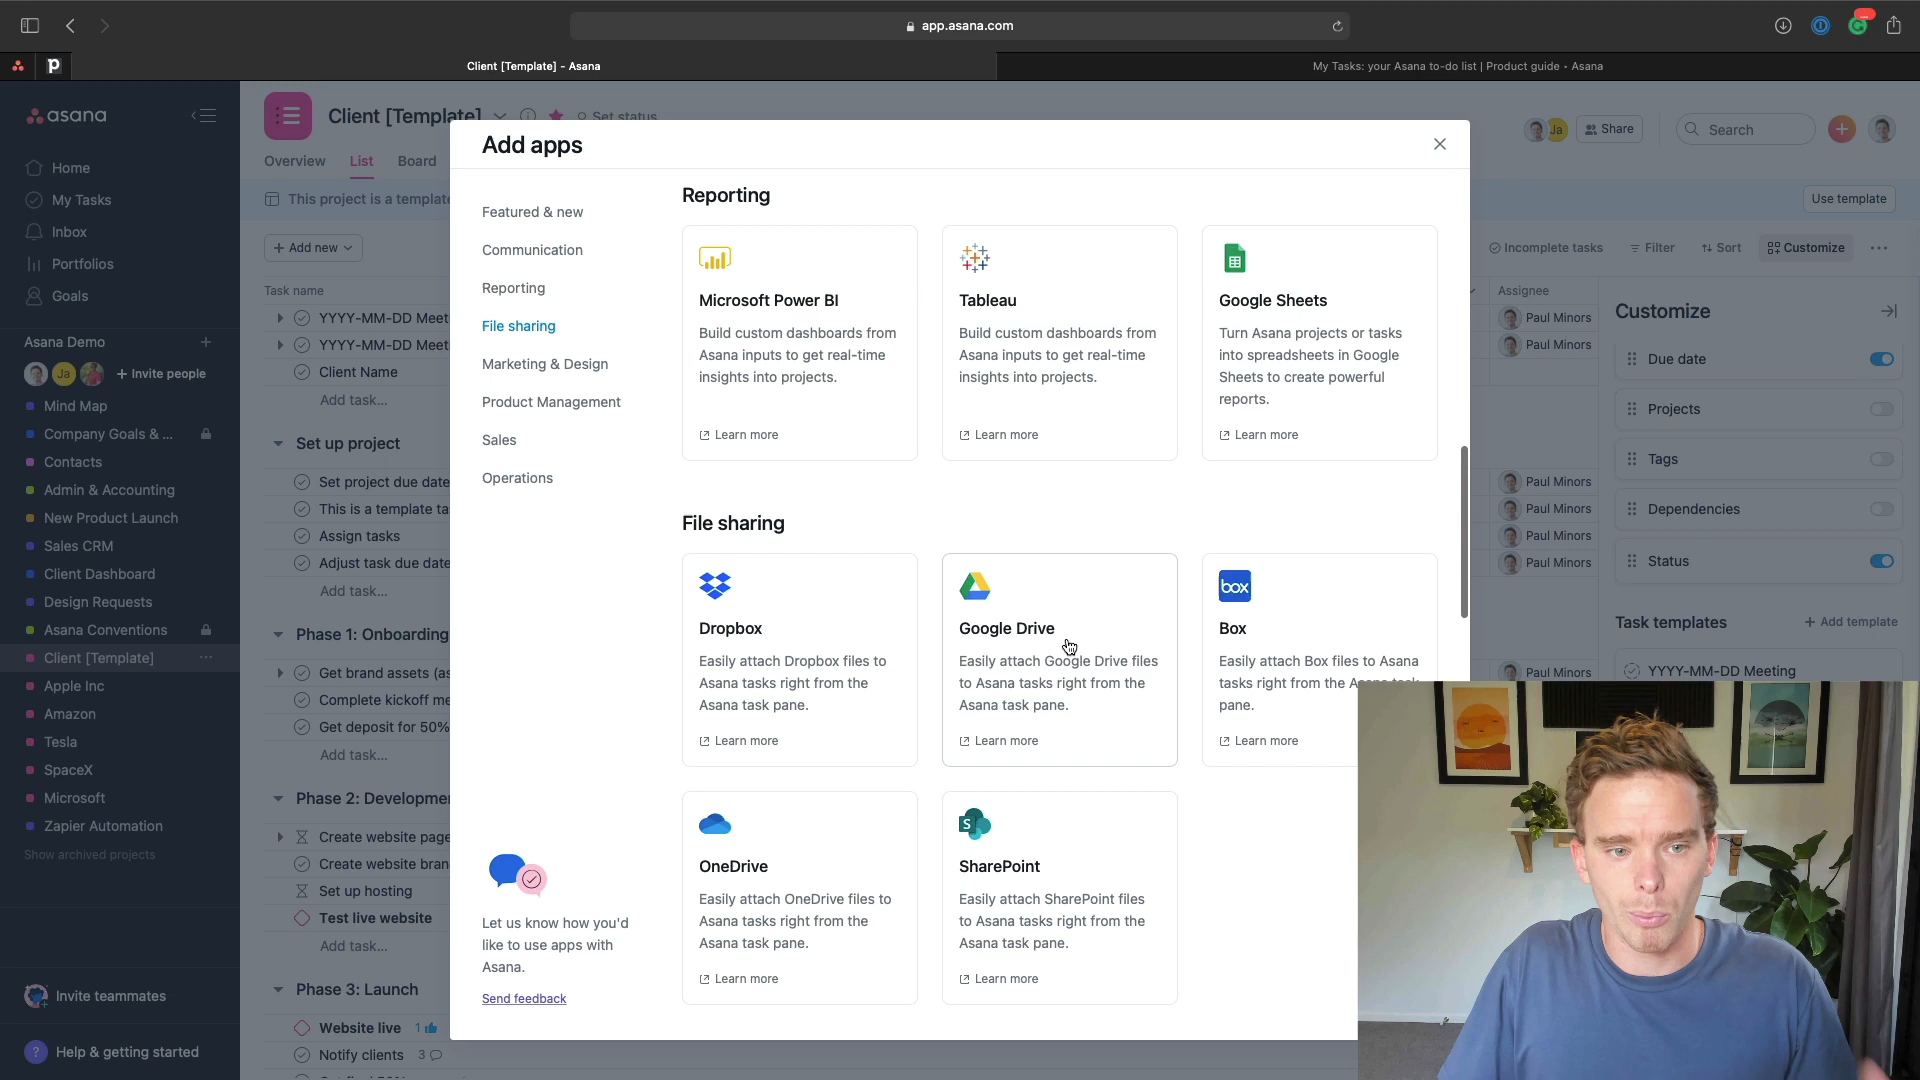 app.asana.com
Client [Template] - Asana
My Tasks: your Asana to-do list | Product guide • Asana
asana
Home
My Tasks
Inbox
Portfolios
Goals
Asana Demo
Ja
Invite people
Mind Map
Company Goals & ...
Contacts
Admin & Accounting
New Product Launch
Sales CRM
Client Dashboard
Design Requests
Asana Conventions
Client [Template]
Apple Inc
Amazon
Tesla
SpaceX
Microsoft
Zapier Automation
Show archived projects
Invite teammates
Help & getting started
Client [Template]
Set status
Overview
List
Board
Ja
Share
Search
This project is a template
Use template
Add new
Incomplete tasks
Filter
Sort
Customize
Task name
YYYY-MM-DD Meet
YYYY-MM-DD Meet
Client Name
Add task...
Set up project
Set project due date
This is a template ta
Assign tasks
Adjust task due date
Add task...
Phase 1: Onboarding
Get brand assets (as
Complete kickoff me
Get deposit for 50%
Add task...
Phase 2: Developmen
Create website page
Create website bran
Set up hosting
Test live website
Add task...
Phase 3: Launch
Website live 1
Notify clients 3
Add apps
Featured & new
Communication
Reporting
File sharing
Marketing & Design
Product Management
Sales
Operations
Let us know how you'd
like to use apps with
Asana.
Send feedback
Reporting
Microsoft Power BI
Build custom dashboards from
Asana inputs to get real-time
insights into projects.
Learn more
Tableau
Build custom dashboards from
Asana inputs to get real-time
insights into projects.
Learn more
Google Sheets
Turn Asana projects or tasks
into spreadsheets in Google
Sheets to create powerful
reports.
Learn more
File sharing
Dropbox
Easily attach Dropbox files to
Asana tasks right from the
Asana task pane.
Learn more
Google Drive
Easily attach Google Drive files
to Asana tasks right from the
Asana task pane.
Learn more
box
Box
Easily attach Box files to Asana
tasks right from the Asana task
pane.
Learn more
OneDrive
Easily attach OneDrive files to
Asana tasks right from the
Asana task pane.
Learn more
S
SharePoint
Easily attach SharePoint files
to Asana tasks right from the
Asana task pane.
Learn more
Assignee
Paul Minors
Paul Minors
Paul Minors
Paul Minors
Paul Minors
Paul Minors
Paul Minors
Customize
Due date
Projects
Tags
Dependencies
Status
Task templates
Add template
YYYY-MM-DD Meeting